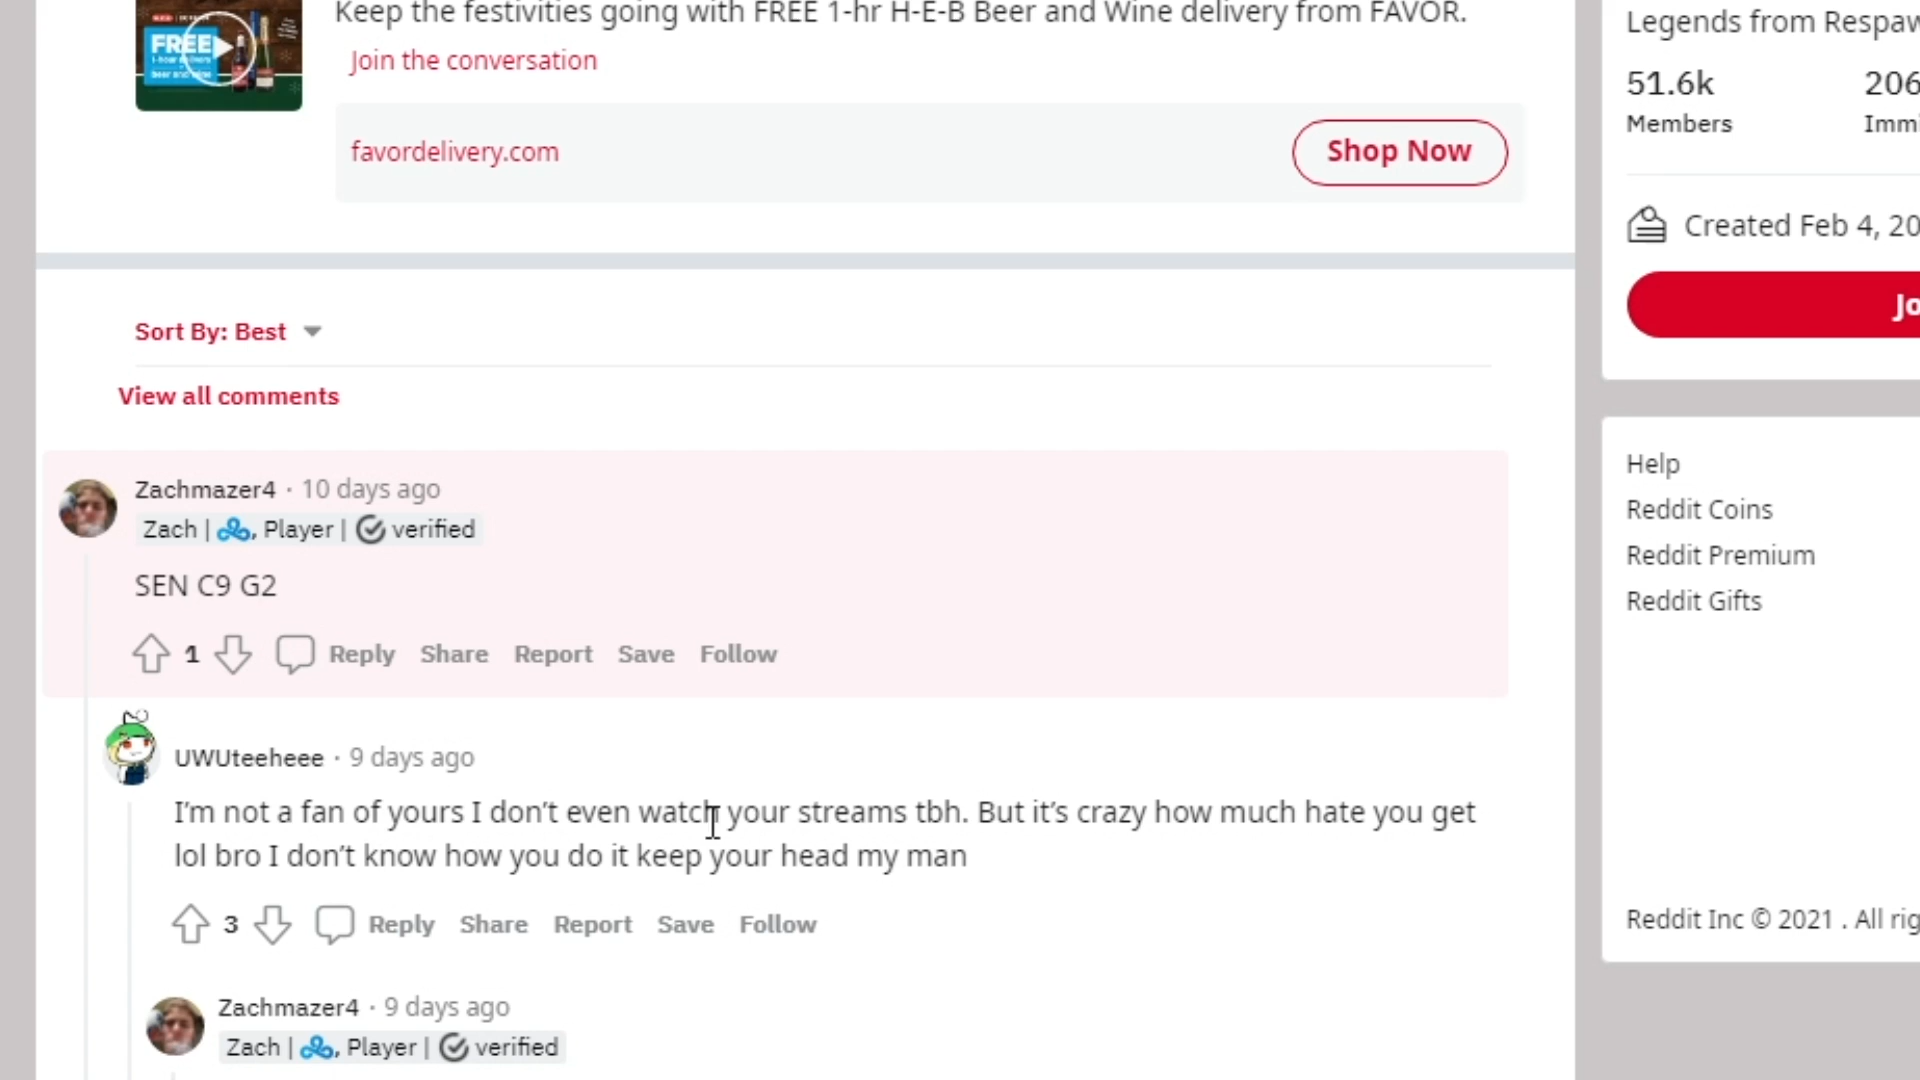 Keep the festivities going with FREE 1-hr H-E-B Beer and Wine delivery from FAVOR.
FREE
Join the conversation
favordelivery.com
Shop Now
Sort By: Best
View all comments
Zachmazer4 · 10 days ago
Zach | , Player | verified
SEN C9 G2
1 Reply Share Report Save Follow
UWUteeheee · 9 days ago
I’m not a fan of yours I don’t even watch your streams tbh. But it’s crazy how much hate you get
lol bro I don’t know how you do it keep your head my man
3 Reply Share Report Save Follow
Zachmazer4 · 9 days ago
Zach | , Player | verified
Legends from Respaw
51.6k 206
Members Immi
Created Feb 4, 20
Jo
Help
Reddit Coins
Reddit Premium
Reddit Gifts
Reddit Inc © 2021 . All rig